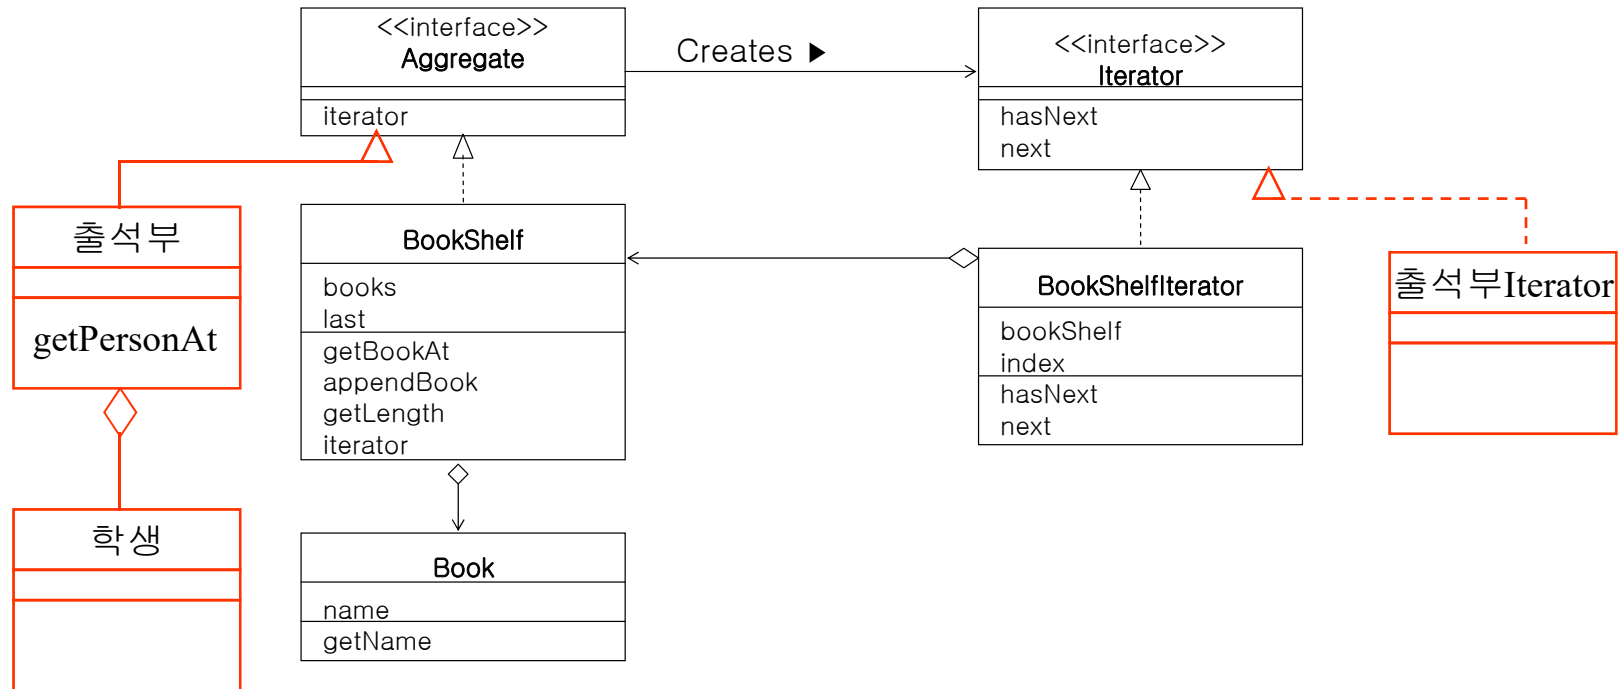 <<interface>>
Aggregate
iterator
Creates ▶
<<interface>>
Iterator
hasNext
next
출석부
getPersonAt
학생
BookShelf
books
last
getBookAt
appendBook
getLength
iterator
Book
name
getName
BookShelfIterator
bookShelf
index
hasNext
next
출석부Iterator